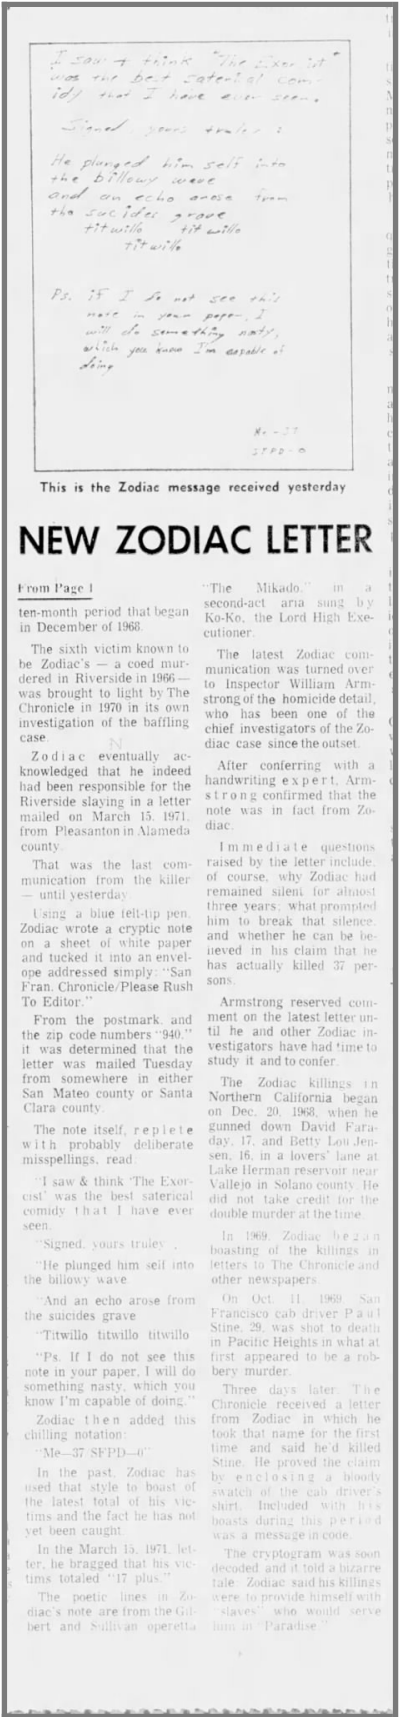 I saw + think "The Exorcist"
was the best saterical com-
idy that I have ever seen.
Signed, yours truley :
He plunged him self into
the billowy wave
and an echo arose from
the sucides grave
titwillo titwillo
titwillo
Ps. if I do not see this
note in your paper, I
will do something nasty,
which you know I'm capable of
doing
Me - 37
SFPD - 0
This is the Zodiac message received yesterday
NEW ZODIAC LETTER
From Page 1
ten-month period that began
in December of 1968.
The sixth victim known to
be Zodiac's — a coed mur-
dered in Riverside in 1966 —
was brought to light by The
Chronicle in 1970 in its own
investigation of the baffling
case.
Zodiac eventually ac-
knowledged that he indeed
had been responsible for the
Riverside slaying in a letter
mailed on March 15, 1971,
from Pleasanton in Alameda
county.
That was the last com-
munication from the killer
— until yesterday.
Using a blue felt-tip pen,
Zodiac wrote a cryptic note
on a sheet of white paper
and tucked it into an envel-
ope addressed simply: "San
Fran. Chronicle/Please Rush
To Editor."
From the postmark, and
the zip code numbers "940,"
it was determined that the
letter was mailed Tuesday
from somewhere in either
San Mateo county or Santa
Clara county.
The note itself, replete
with probably deliberate
misspellings, read:
"I saw & think 'The Exor-
cist' was the best saterical
comidy that I have ever
seen.
"Signed, yours truley ,
"He plunged him self into
the billowy wave
"And an echo arose from
the suicides grave
"Titwillo titwillo titwillo
"Ps. If I do not see this
note in your paper, I will do
something nasty, which you
know I'm capable of doing."
Zodiac then added this
chilling notation:
"Me—37 SFPD—0"
In the past, Zodiac has
used that style to boast of
the latest total of his vic-
tims and the fact he has not
yet been caught.
In the March 15, 1971, let-
ter, he bragged that his vic-
tims totaled "17 plus."
The poetic lines in Zo-
diac's note are from the Gil-
bert and Sullivan operetta
"The Mikado," in a
second-act aria sung by
Ko-Ko, the Lord High Exe-
cutioner.
The latest Zodiac com-
munication was turned over
to Inspector William Arm-
strong of the homicide detail,
who has been one of the
chief investigators of the Zo-
diac case since the outset.
After conferring with a
handwriting expert, Arm-
strong confirmed that the
note was in fact from Zo-
diac.
Immediate questions
raised by the letter include,
of course, why Zodiac had
remained silent for almost
three years; what prompted
him to break that silence,
and whether he can be be-
lieved in his claim that he
has actually killed 37 per-
sons.
Armstrong reserved com-
ment on the latest letter un-
til he and other Zodiac in-
vestigators have had time to
study it and to confer.
The Zodiac killings in
Northern California began
on Dec. 20, 1968, when he
gunned down David Fara-
day, 17, and Betty Lou Jen-
sen, 16, in a lovers' lane at
Lake Herman reservoir near
Vallejo in Solano county. He
did not take credit for the
double murder at the time.
In 1969, Zodiac began
boasting of the killings in
letters to The Chronicle and
other newspapers.
On Oct. 11, 1969, San
Francisco cab driver Paul
Stine, 29, was shot to death
in Pacific Heights in what at
first appeared to be a rob-
bery murder.
Three days later, The
Chronicle received a letter
from Zodiac in which he
took that name for the first
time and said he'd killed
Stine. He proved the claim
by enclosing a bloody
swatch of the cab driver's
shirt. Included with his
boasts during this period
was a message in code.
The cryptogram was soon
decoded and it told a bizarre
tale. Zodiac said his killings
were to provide himself with
"slaves" who would serve
him in "Paradise."